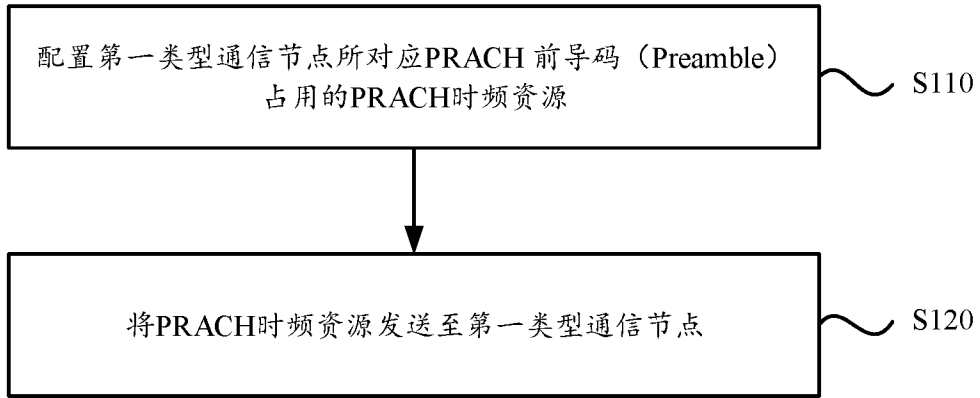 配置第一类型通信节点所对应PRACH 前导码（Preamble）
占用的PRACH时频资源
S110
将PRACH时频资源发送至第一类型通信节点
S120